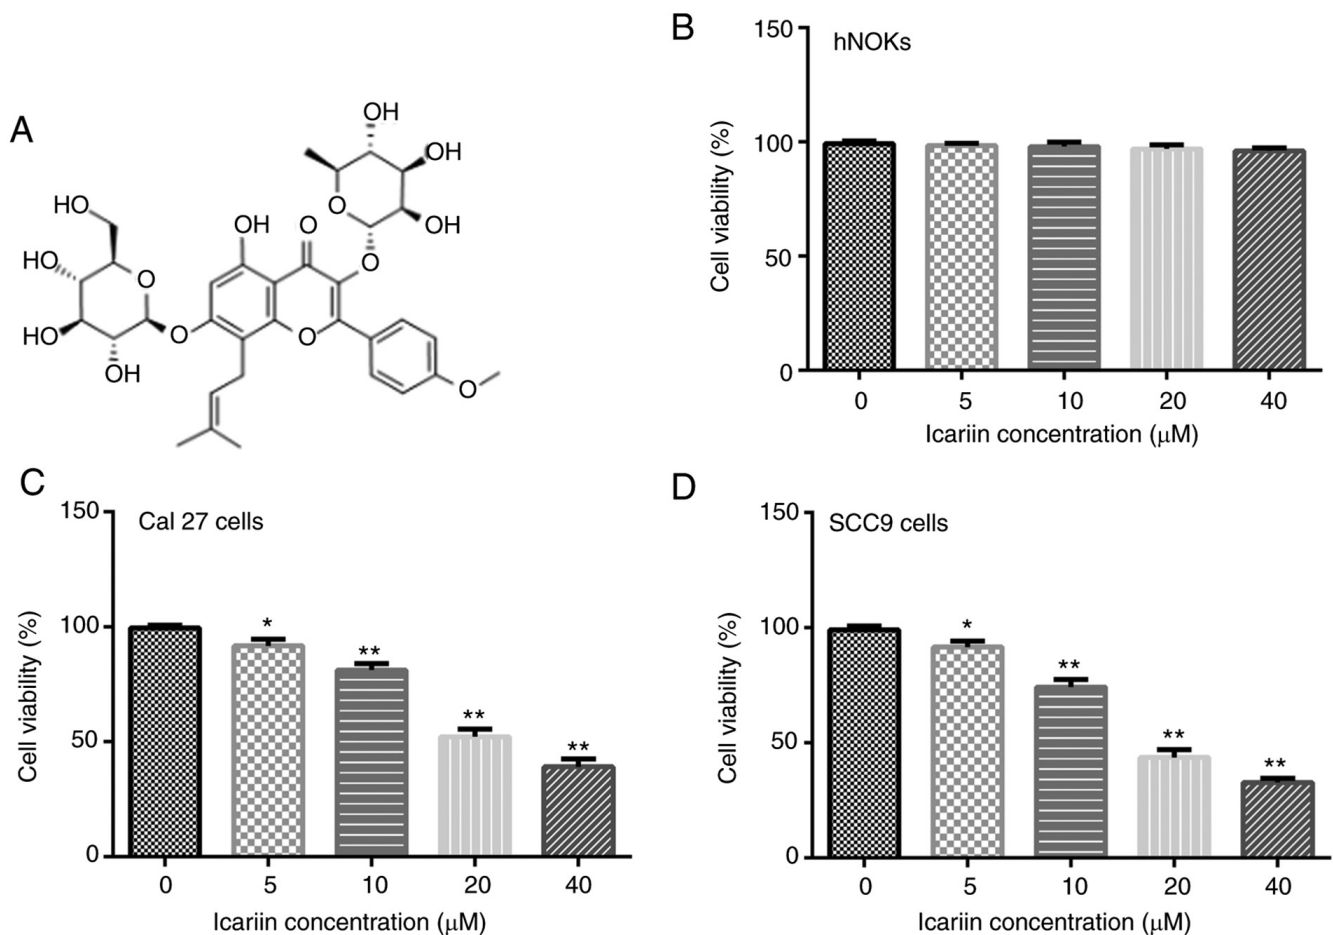 A
OH
OH
OH
O
HO
OH
O
HO
O
O
HO
O
O
OH
O
B
hNOKs
Cell viability (%)
150
100
50
0
0 5 10 20 40
Icariin concentration (μM)
C
Cal 27 cells
Cell viability (%)
150
100
50
0
*
**
**
**
0 5 10 20 40
Icariin concentration (μM)
D
SCC9 cells
Cell viability (%)
150
100
50
0
*
**
**
**
0 5 10 20 40
Icariin concentration (μM)